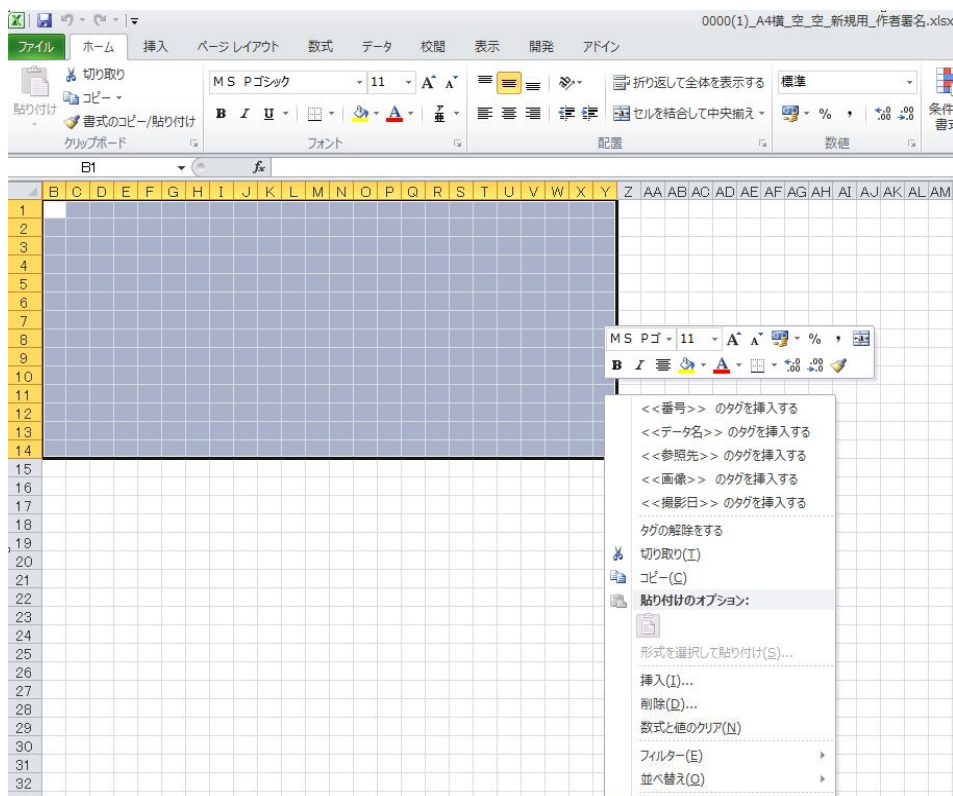 0000(1)_A4横_空_空_新規用_作者署名.xlsx
ファイル ホーム 挿入 ページ レイアウト 数式 データ 校閲 表示 開発 アドイン
貼り付け
切り取り
コピー
書式のコピー/貼り付け
クリップボード
MS Pゴシック 11
B I U
フォント
折り返して全体を表示する
セルを結合して中央揃え
配置
標準
%
数値
条件
書式
B1 fx
B C D E F G H I J K L M N O P Q R S T U V W X Y Z AA AB AC AD AE AF AG AH AI AJ AK AL AM
1
2
3
4
5
6
7
8
9
10
11
12
13
14
15
16
17
18
19
20
21
22
23
24
25
26
27
28
29
30
31
32
MS Pゴ 11 %
B I
<<番号>> のタグを挿入する
<<データ名>> のタグを挿入する
<<参照先>> のタグを挿入する
<<画像>> のタグを挿入する
<<撮影日>> のタグを挿入する
タグの解除をする
切り取り(T)
コピー(C)
貼り付けのオプション:
形式を選択して貼り付け(S)...
挿入(I)...
削除(D)...
数式と値のクリア(N)
フィルター(E)
並べ替え(O)